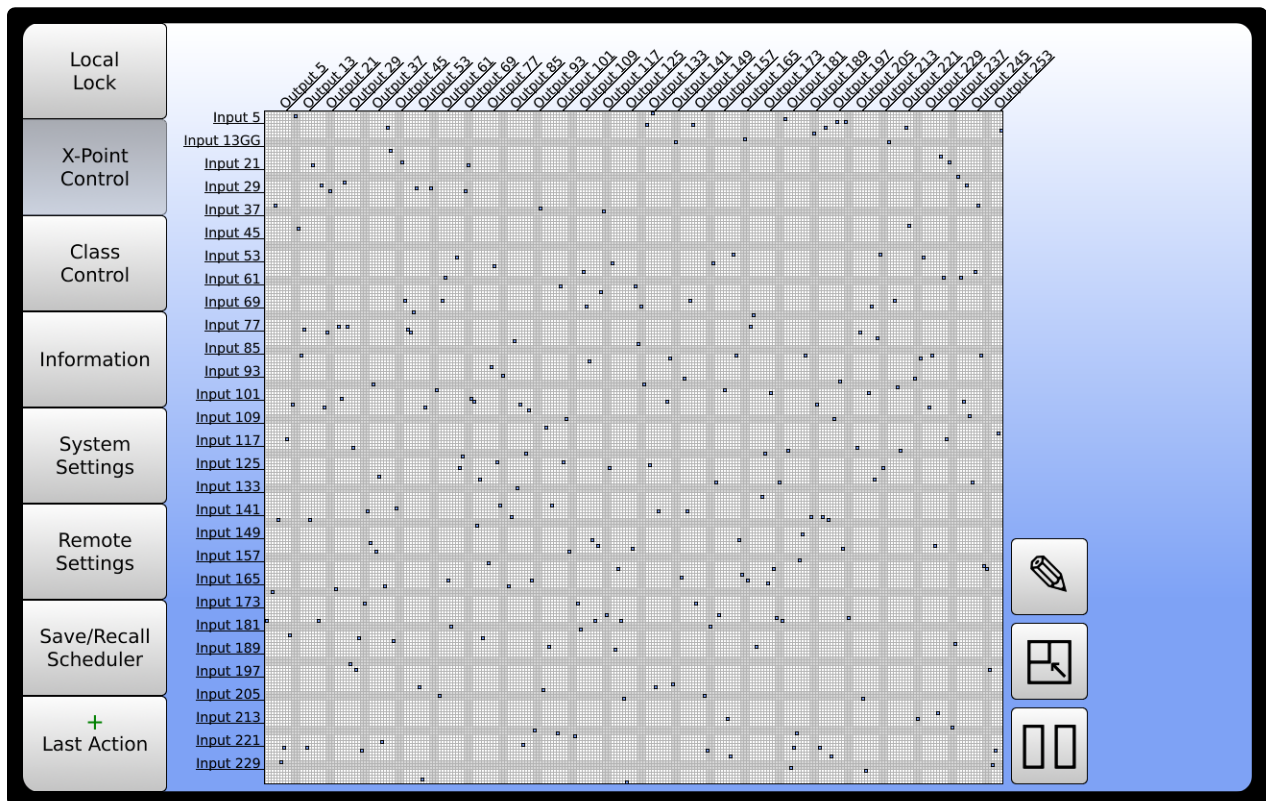 Local
Lock
X-Point
Control
Class
Control
Information
System
Settings
Remote
Settings
Save/Recall
Scheduler
+
Last Action
Output 5
Output 13
Output 21
Output 29
Output 37
Output 45
Output 53
Output 61
Output 69
Output 77
Output 85
Output 93
Output 101
Output 109
Output 117
Output 125
Output 133
Output 141
Output 149
Output 157
Output 165
Output 173
Output 181
Output 189
Output 197
Output 205
Output 213
Output 221
Output 229
Output 237
Output 245
Output 253
Input 5
Input 13GG
Input 21
Input 29
Input 37
Input 45
Input 53
Input 61
Input 69
Input 77
Input 85
Input 93
Input 101
Input 109
Input 117
Input 125
Input 133
Input 141
Input 149
Input 157
Input 165
Input 173
Input 181
Input 189
Input 197
Input 205
Input 213
Input 221
Input 229